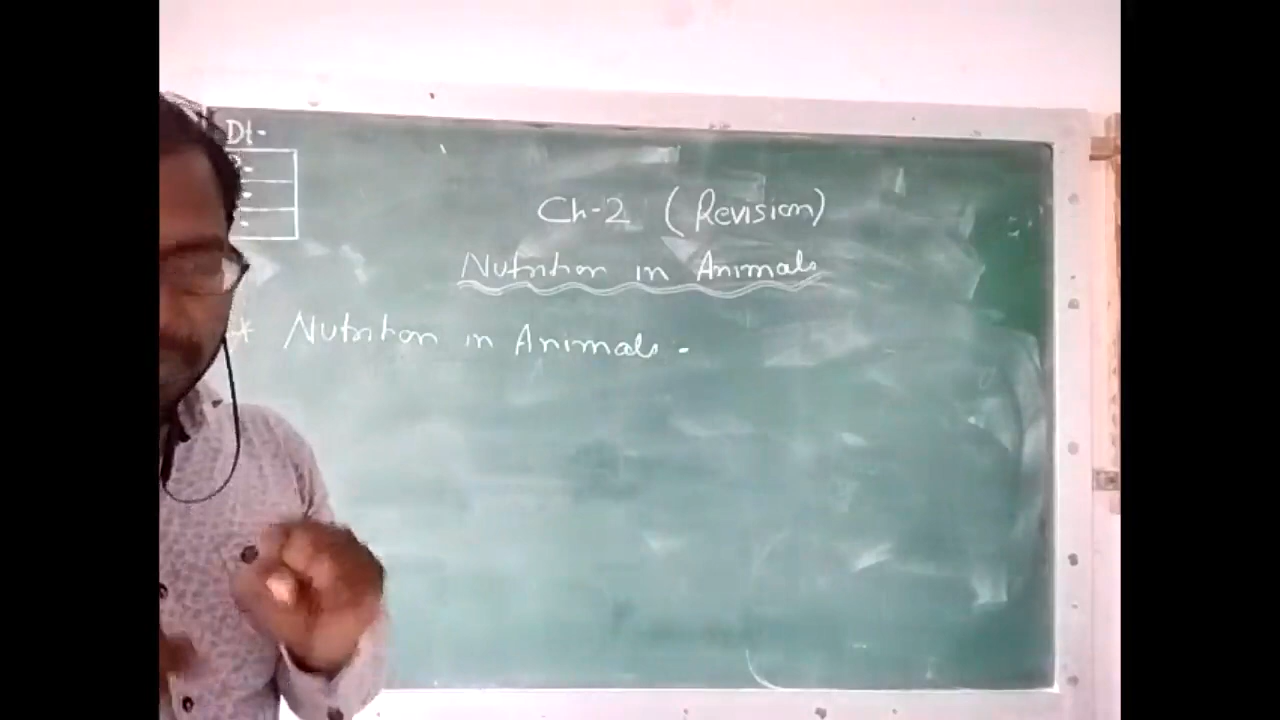 Dt-
Ch-2 (Revision)
Nutrition in Animals
* Nutrition in Animals -